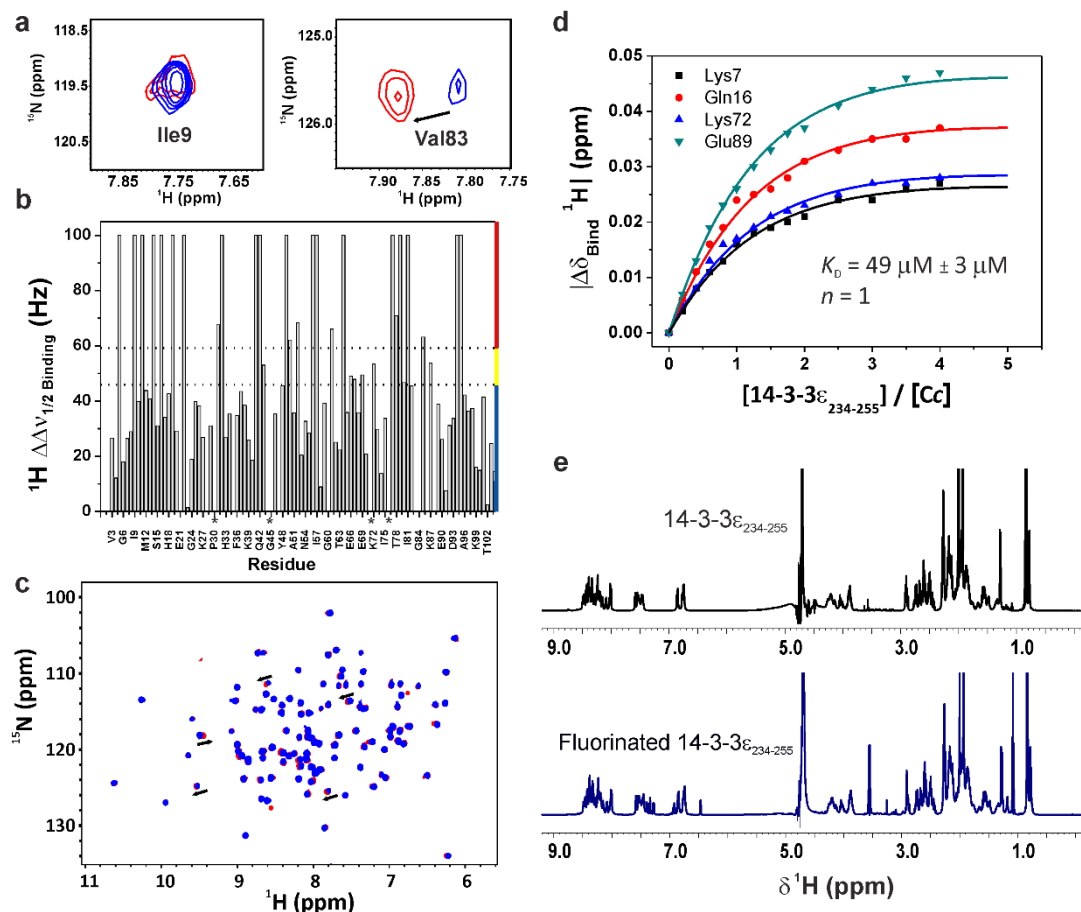 a
118.5
119.5
120.5
¹⁵N (ppm)
Ile9
7.85 7.75 7.65
¹H (ppm)
125.0
126.0
¹⁵N (ppm)
Val83
7.90 7.85 7.80 7.75
¹H (ppm)
b
100
80
60
40
20
0
¹H ΔΔν1/2 Binding (Hz)
V3 G6 I9 M12 S15 H18 E21 G24 K27 P30 H33 F36 K39 Q42 G45 Y48 A51 N54 I57 G60 T63 E66 E69 K72 I75 T78 I81 G84 K87 E90 D93 A96 K99 T102
* * * *
Residue
c
100
110
120
130
¹⁵N (ppm)
11 10 9 8 7 6
¹H (ppm)
d
0.05
0.04
0.03
0.02
0.01
0.00
|Δδ_Bind ¹H| (ppm)
Lys7
Gln16
Lys72
Glu89
K_D = 49 μM ± 3 μM
n = 1
0 1 2 3 4 5
[14-3-3ε₂₃₄₋₂₅₅] / [Cc]
e
14-3-3ε₂₃₄₋₂₅₅
9.0 7.0 5.0 3.0 1.0
Fluorinated 14-3-3ε₂₃₄₋₂₅₅
9.0 7.0 5.0 3.0 1.0
δ ¹H (ppm)